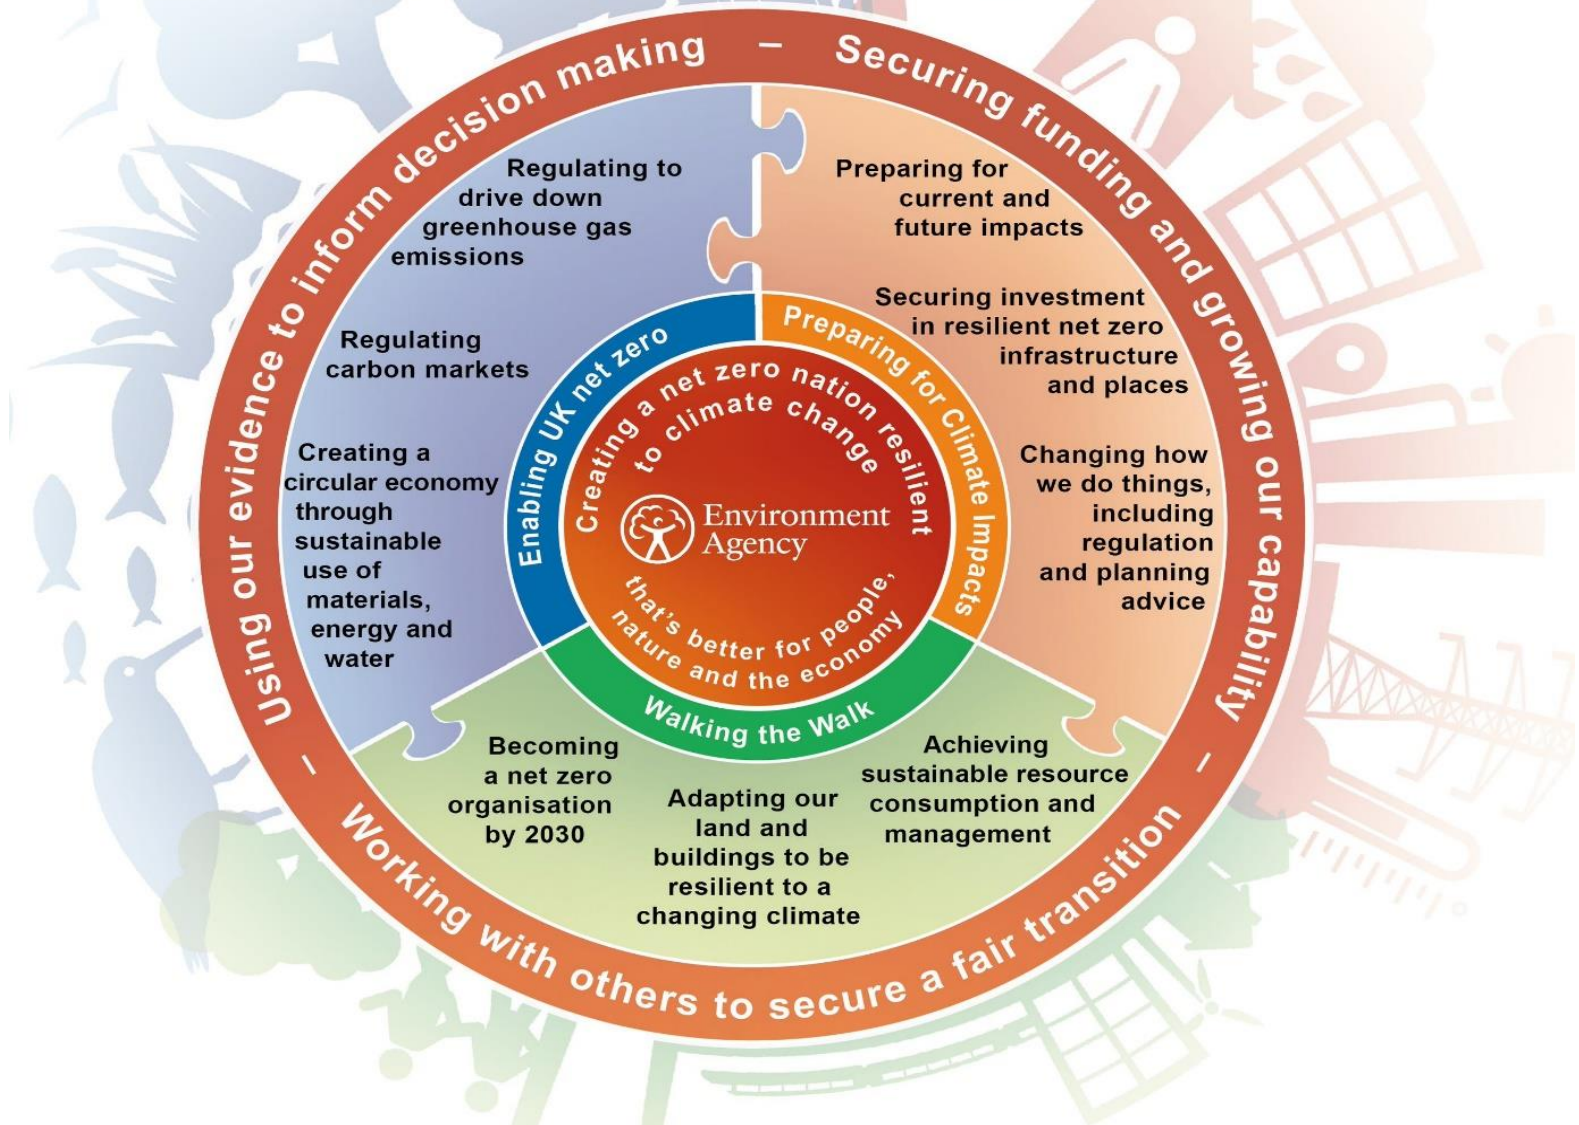 Using our evidence to inform decision making – Securing funding and growing our capability – Working with others to secure a fair transition –
Regulating to
drive down
greenhouse gas
emissions
Regulating
carbon markets
Creating a
circular economy
through
sustainable
use of
materials,
energy and
water
Preparing for
current and
future impacts
Securing investment
in resilient net zero
infrastructure
and places
Changing how
we do things,
including
regulation
and planning
advice
Enabling UK net zero
Preparing for Climate Impacts
Walking the Walk
Creating a net zero nation resilient
to climate change
Environment
Agency
that's better for people,
nature and the economy
Becoming
a net zero
organisation
by 2030
Adapting our
land and
buildings to be
resilient to a
changing climate
Achieving
sustainable resource
consumption and
management